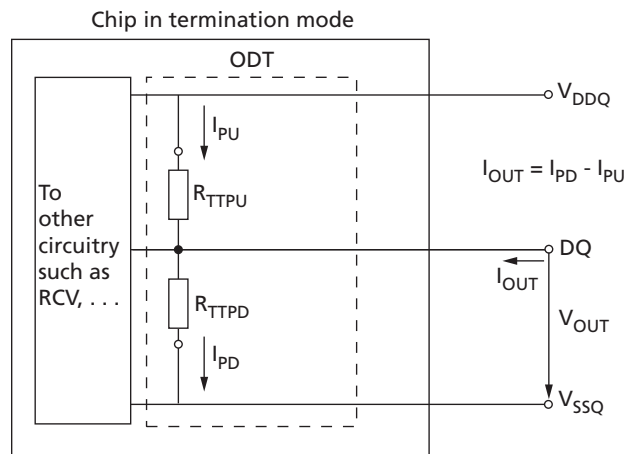 Chip in termination mode
ODT
V_DDQ
I_PU
I_OUT = I_PD - I_PU
R_TTPU
To
other
circuitry
such as
RCV, . . .
DQ
I_OUT
R_TTPD
V_OUT
I_PD
V_SSQ